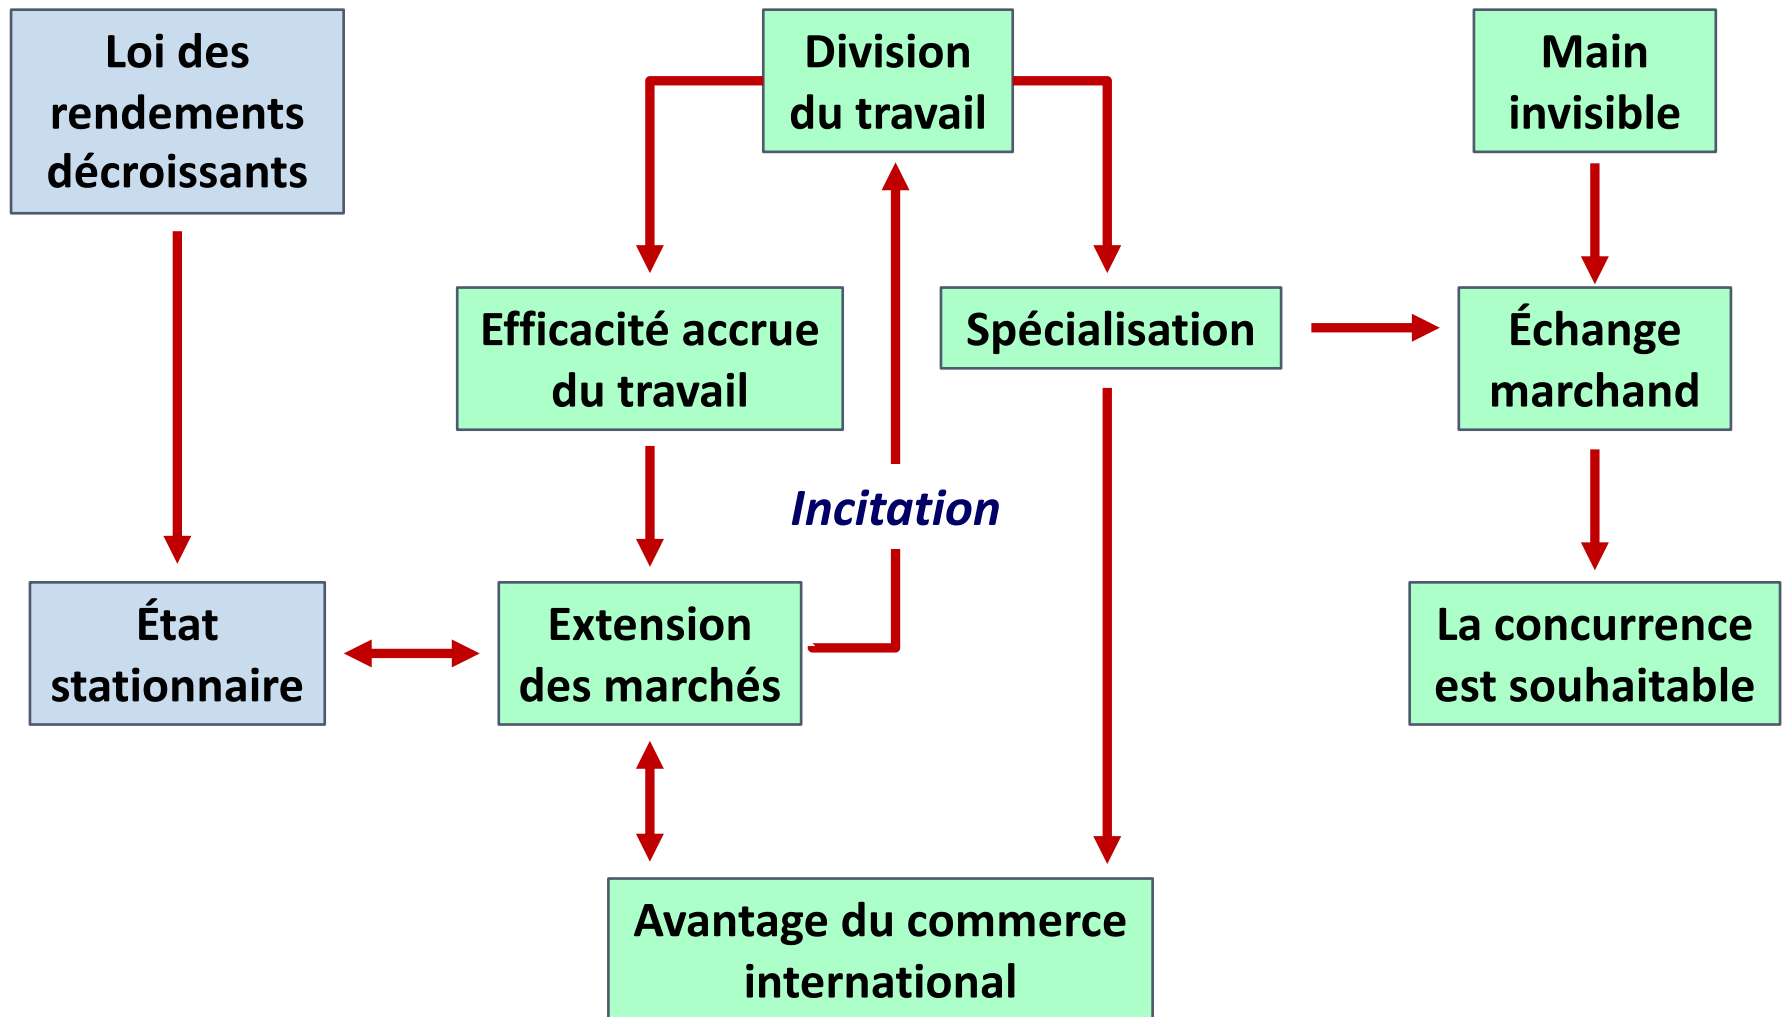 Loi des
rendements
décroissants
Division
du travail
Main
invisible
Efficacité accrue
du travail
Spécialisation
Échange
marchand
Incitation
État
stationnaire
Extension
des marchés
La concurrence
est souhaitable
Avantage du commerce
international